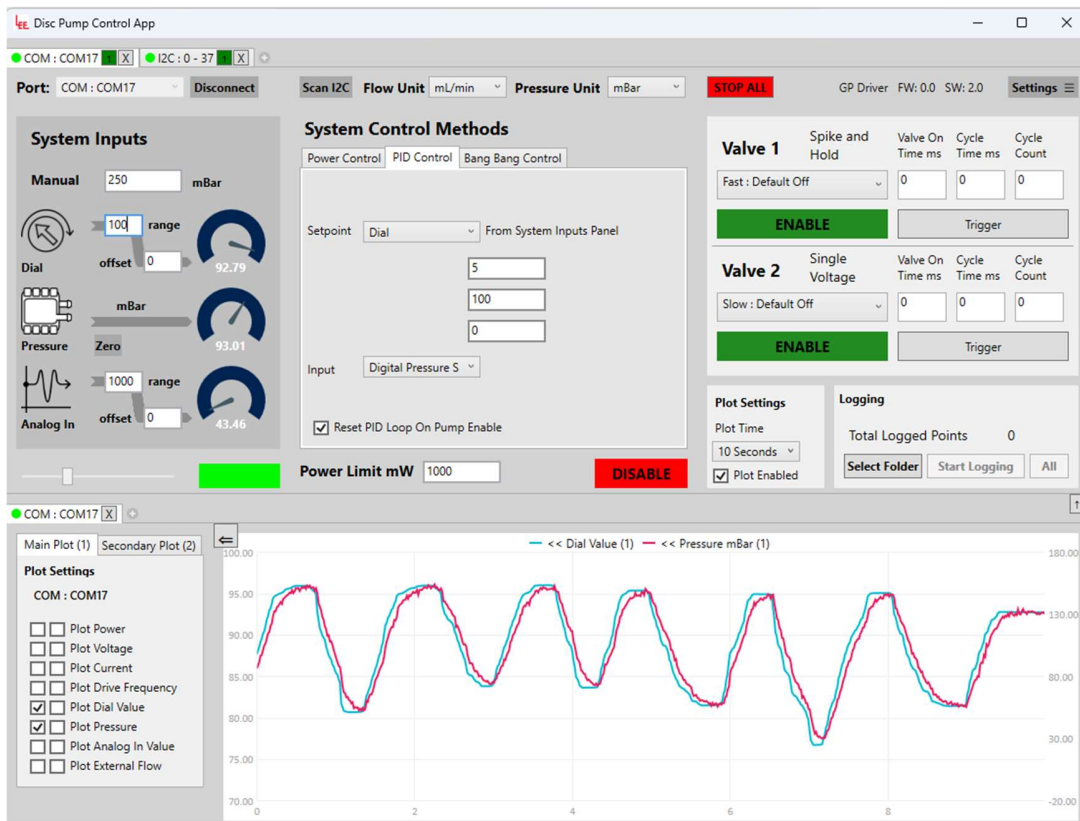 LEE Disc Pump Control App
COM : COM17 1 X I2C : 0 - 37 1 X
Port: COM : COM17 Disconnect Scan I2C Flow Unit mL/min Pressure Unit mBar STOP ALL GP Driver FW: 0.0 SW: 2.0 Settings
System Inputs
Manual 250 mBar
100 range
Dial offset 0 92.79
mBar
Pressure Zero 93.01
1000 range
Analog In offset 0 43.46
System Control Methods
Power Control PID Control Bang Bang Control
Setpoint Dial From System Inputs Panel
5
100
0
Input Digital Pressure S
Reset PID Loop On Pump Enable
Power Limit mW 1000 DISABLE
Valve 1 Spike and Hold Valve On Time ms Cycle Time ms Cycle Count
Fast : Default Off 0 0 0
ENABLE Trigger
Valve 2 Single Voltage Valve On Time ms Cycle Time ms Cycle Count
Slow : Default Off 0 0 0
ENABLE Trigger
Plot Settings
Plot Time
10 Seconds
Plot Enabled
Logging
Total Logged Points 0
Select Folder Start Logging All
COM : COM17 X
Main Plot (1) Secondary Plot (2)
Plot Settings
COM : COM17
Plot Power
Plot Voltage
Plot Current
Plot Drive Frequency
Plot Dial Value
Plot Pressure
Plot Analog In Value
Plot External Flow
<< Dial Value (1) << Pressure mBar (1)
100.00 180.00
95.00
90.00 130.00
85.00 80.00
80.00
75.00 30.00
70.00 -20.00
0 2 4 6 8